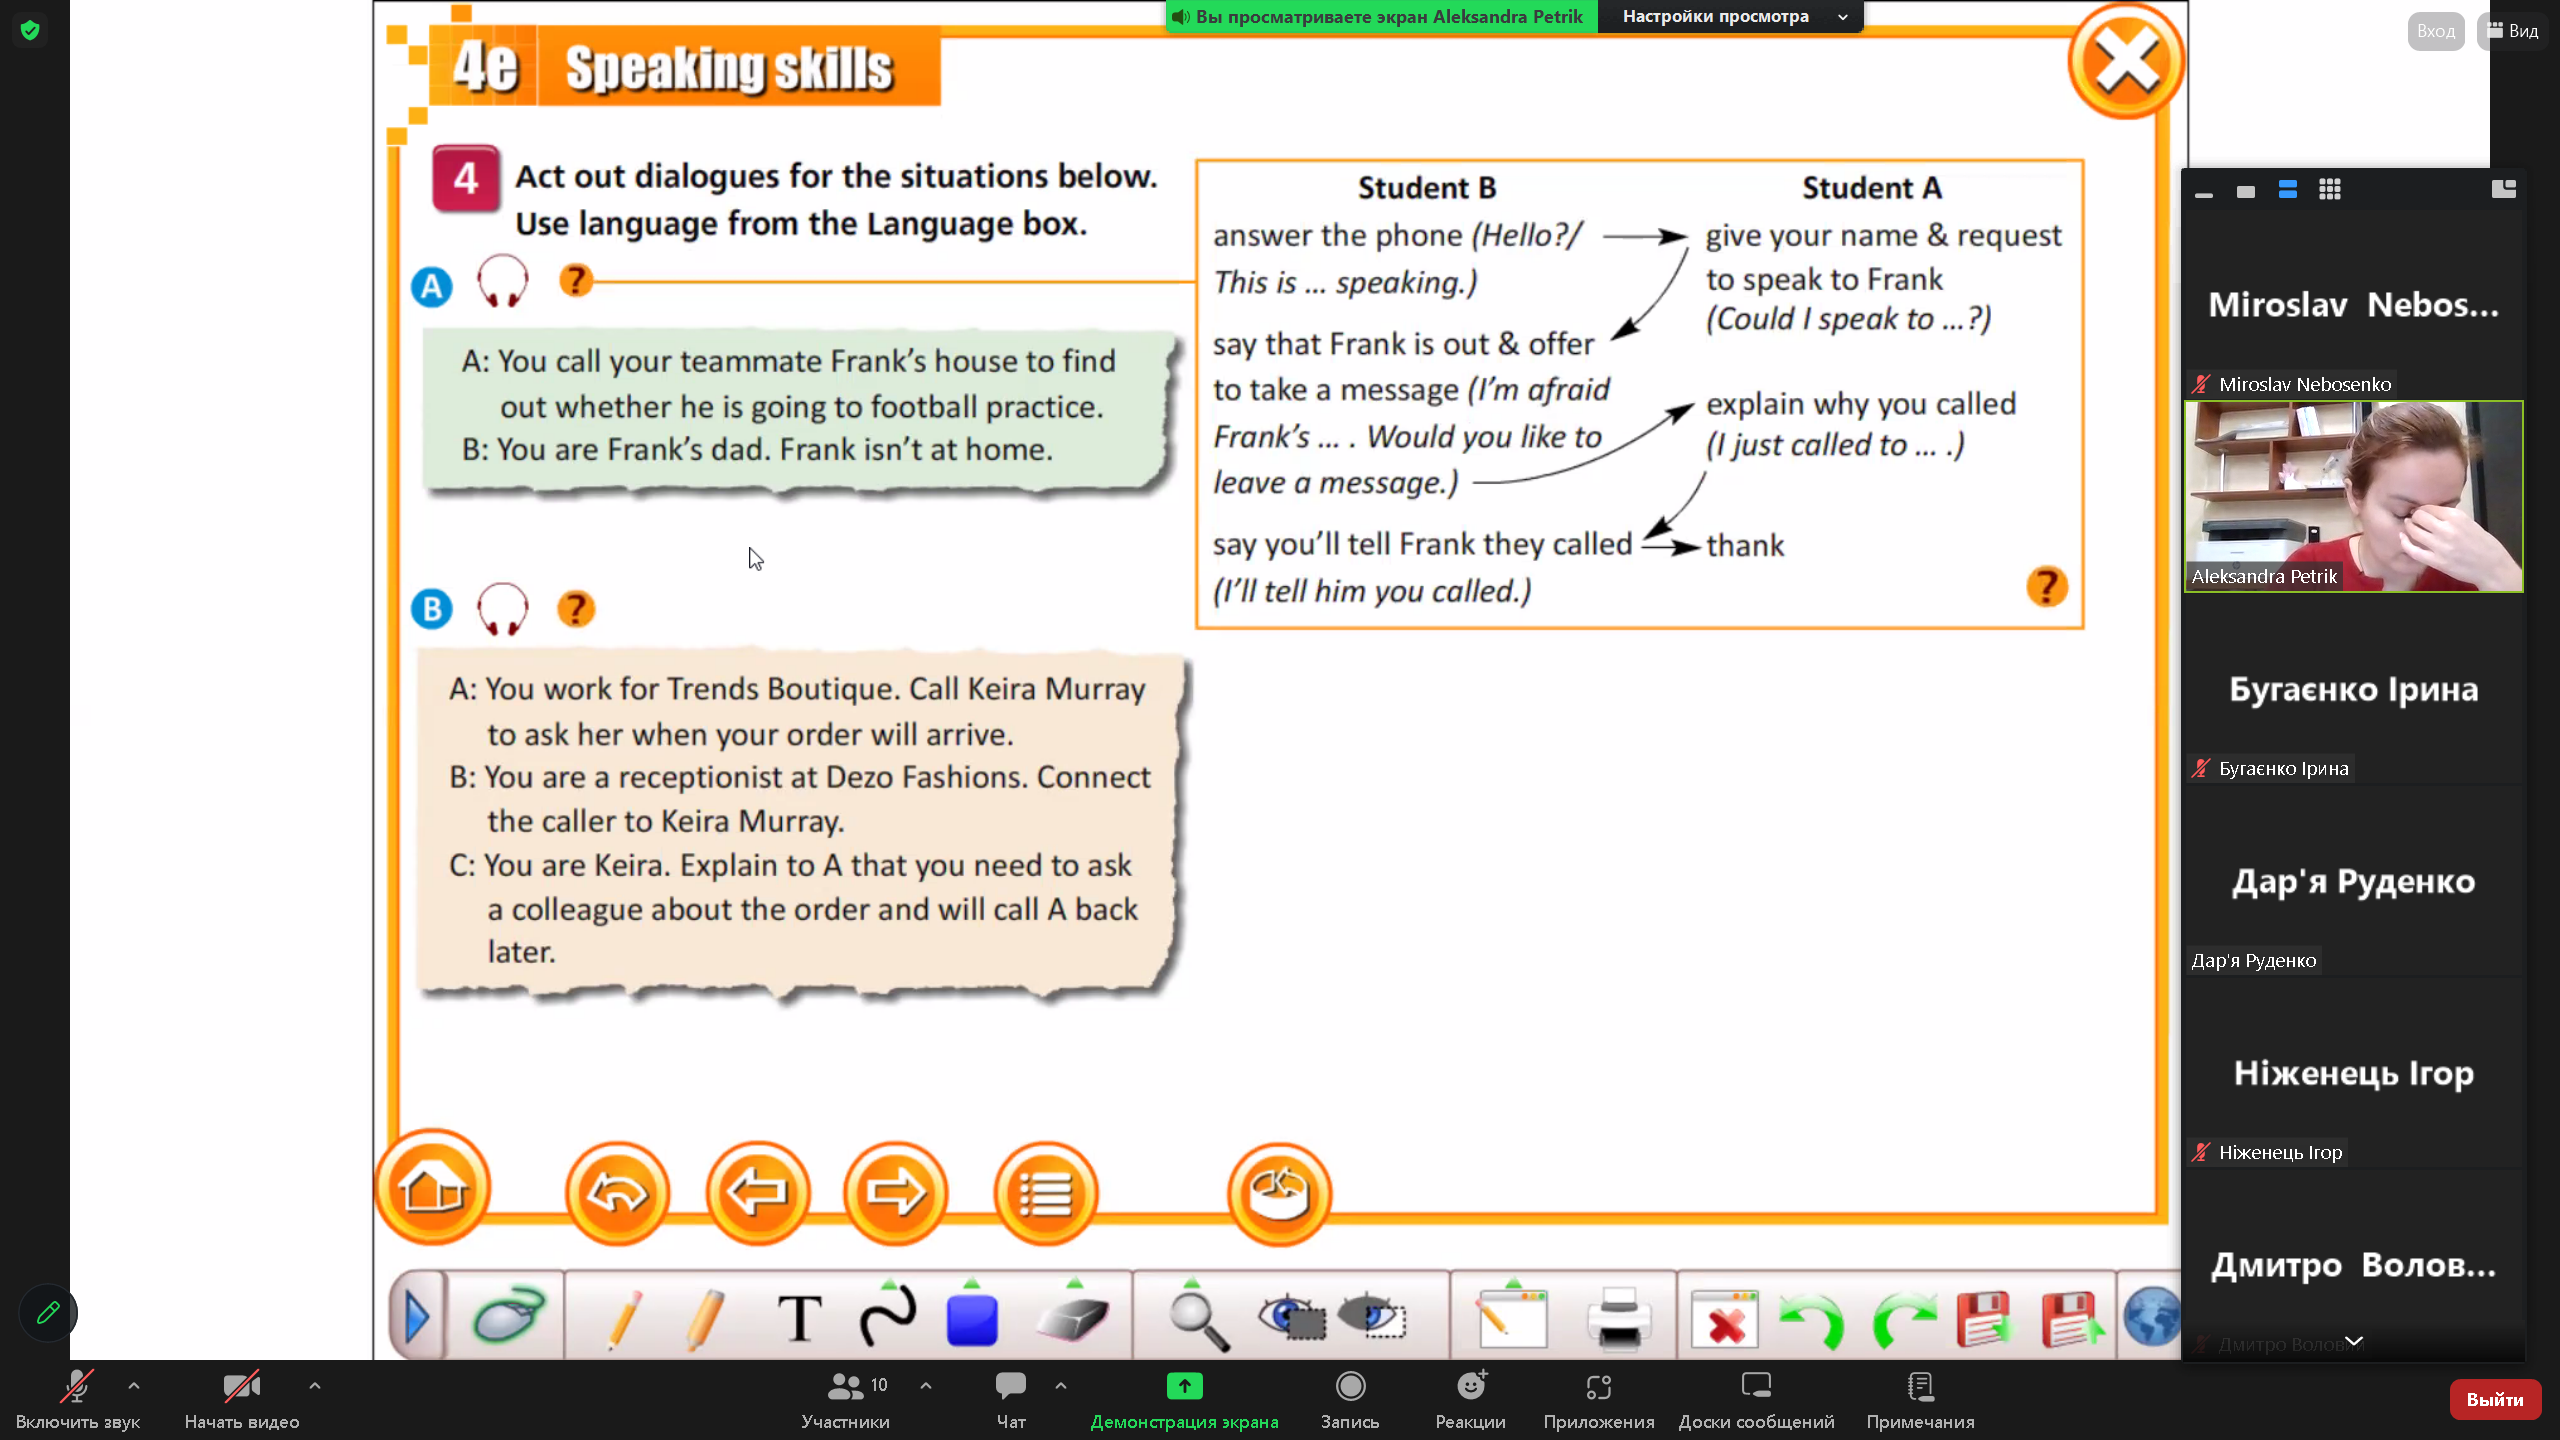 Вы просматриваете экран Aleksandra Petrik
Настройки просмотра
Вход
Вид
4e Speaking skills
4
Act out dialogues for the situations below.
Use language from the Language box.
A
?
A: You call your teammate Frank’s house to find
out whether he is going to football practice.
B: You are Frank’s dad. Frank isn’t at home.
B
?
A: You work for Trends Boutique. Call Keira Murray
to ask her when your order will arrive.
B: You are a receptionist at Dezo Fashions. Connect
the caller to Keira Murray.
C: You are Keira. Explain to A that you need to ask
a colleague about the order and will call A back
later.
Student B
answer the phone (Hello?/
This is ... speaking.)
say that Frank is out & offer
to take a message (I’m afraid
Frank’s ... . Would you like to
leave a message.)
say you’ll tell Frank they called
(I’ll tell him you called.)
Student A
give your name & request
to speak to Frank
(Could I speak to ...?)
explain why you called
(I just called to ... .)
thank
?
Miroslav Nebos...
Miroslav Nebosenko
Aleksandra Petrik
Бугаєнко Ірина
Бугаєнко Ірина
Дар'я Руденко
Дар'я Руденко
Ніженець Ігор
Ніженець Ігор
Дмитро Волов...
T
Включить звук
Начать видео
10
Участники
Чат
Демонстрация экрана
Запись
Реакции
Приложения
Доски сообщений
Примечания
Выйти